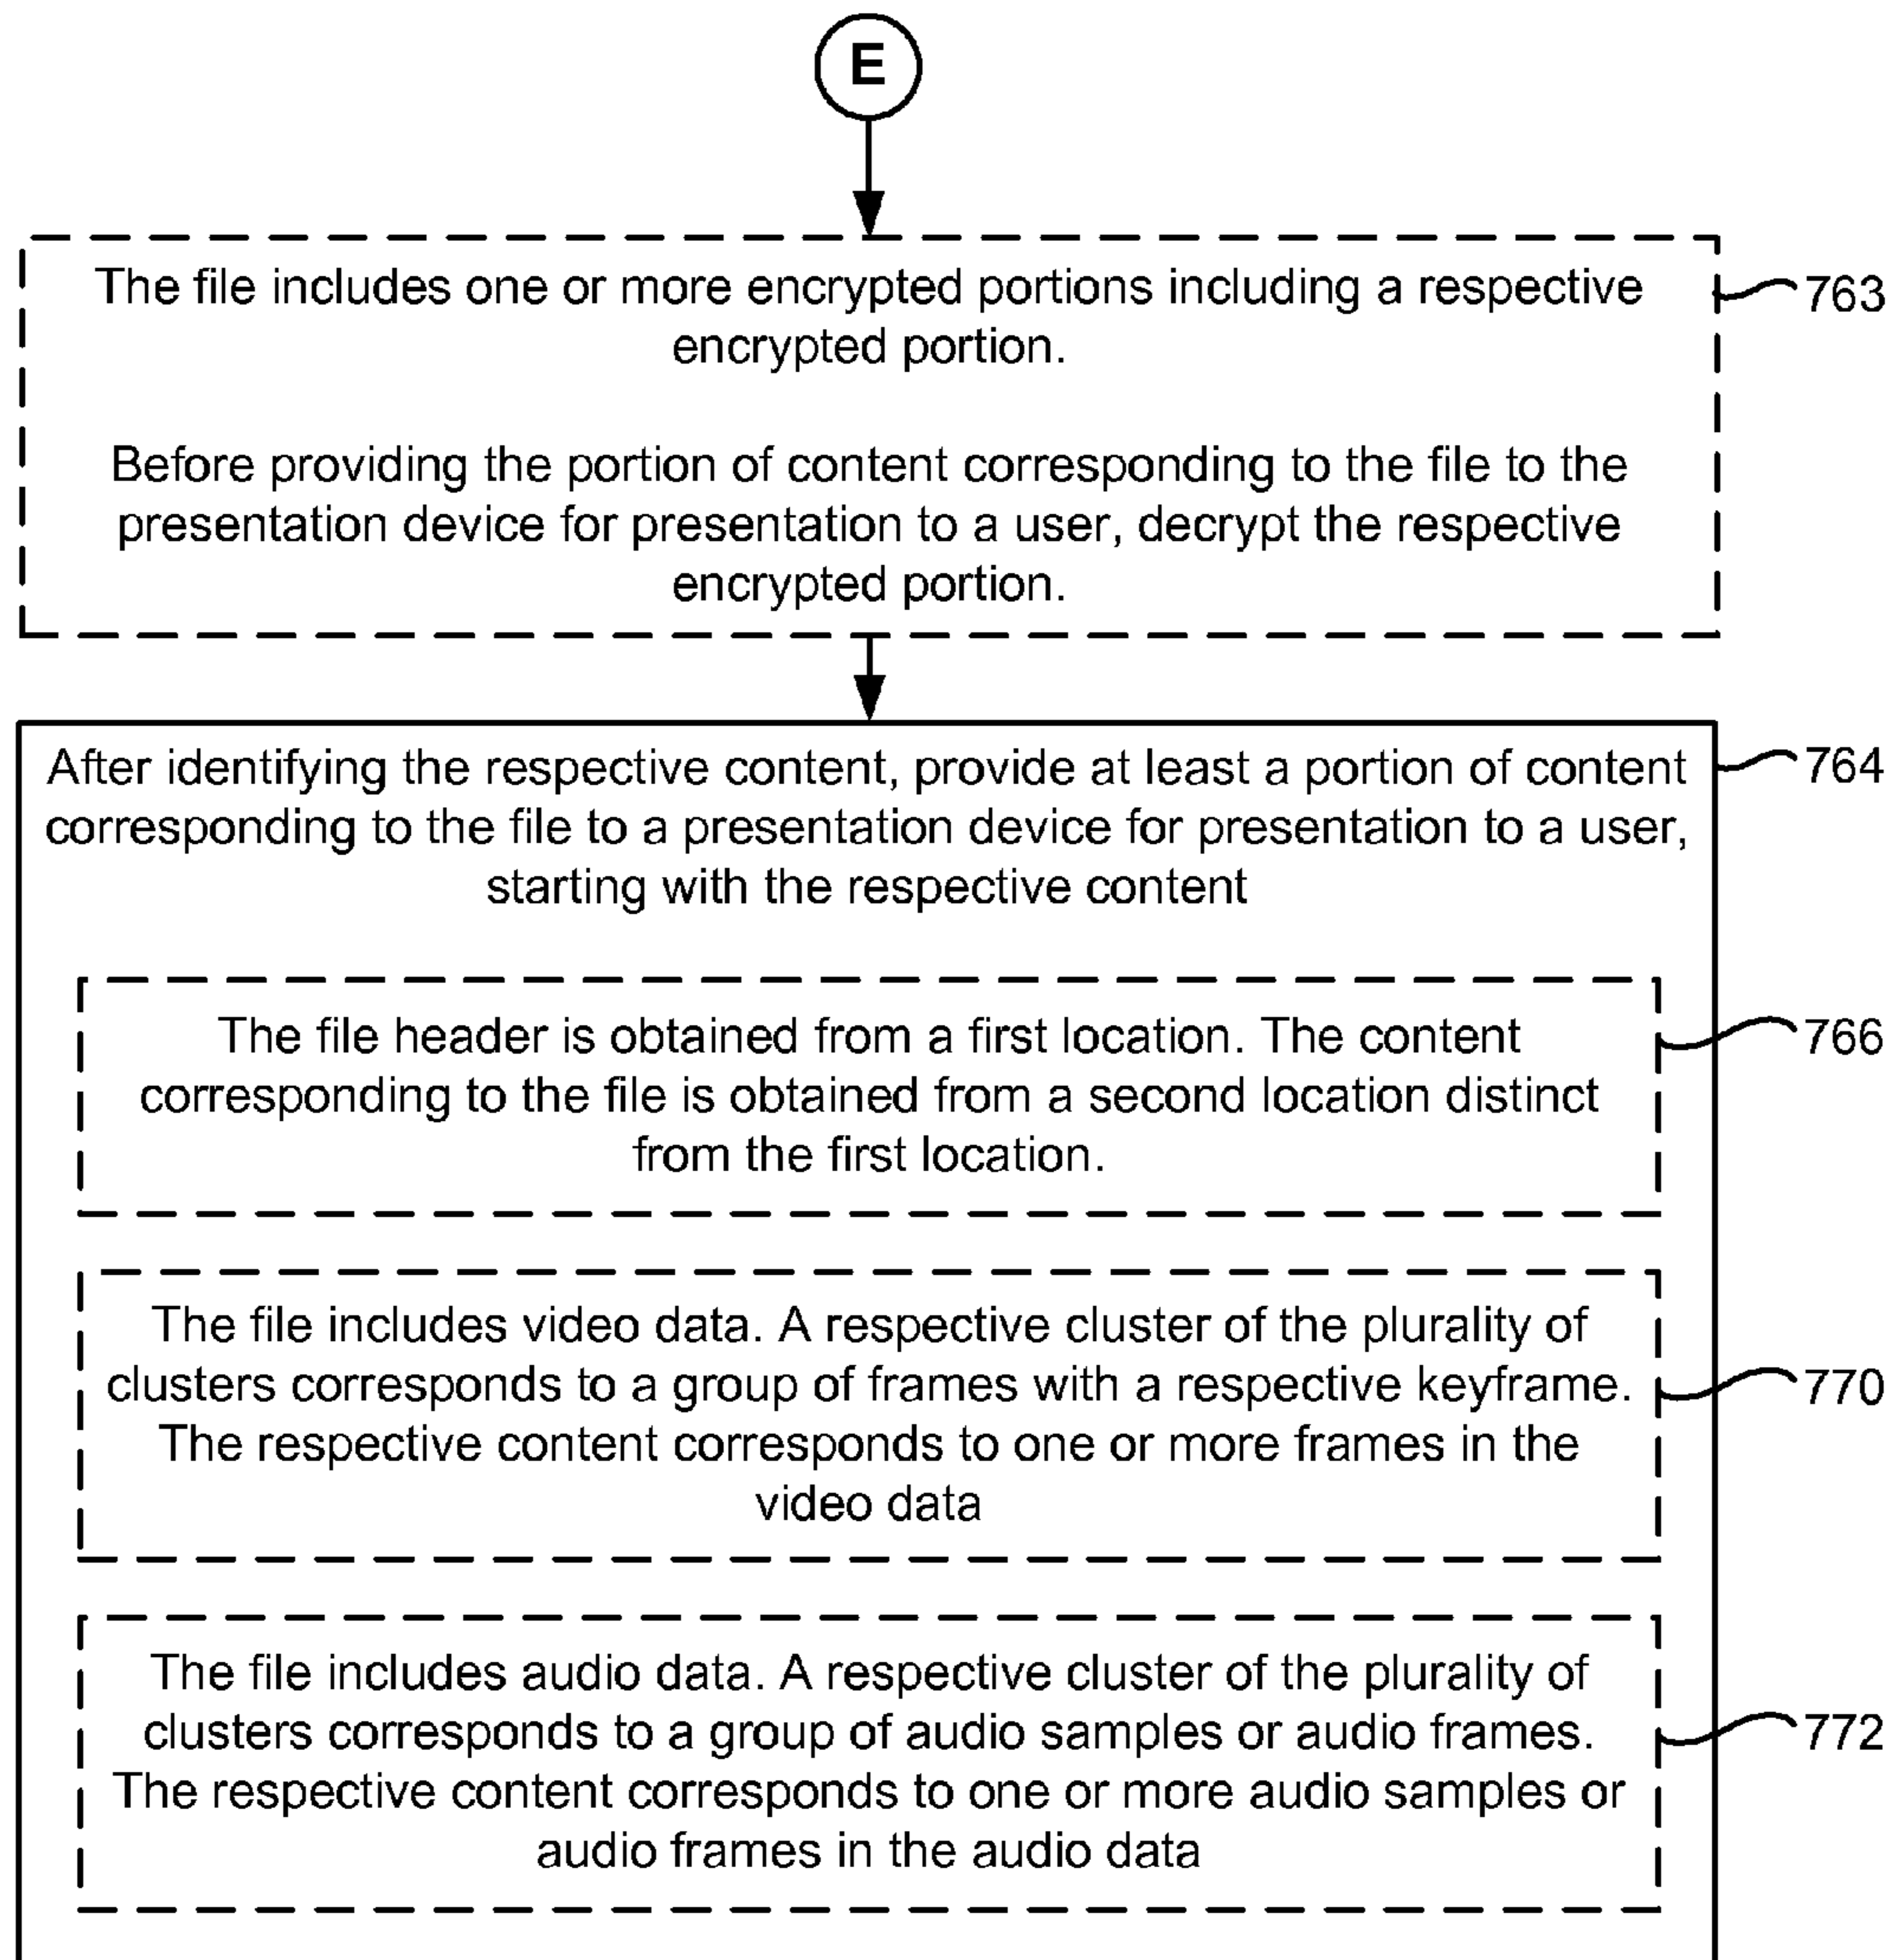 E
The file includes one or more encrypted portions including a respective
encrypted portion.
763
Before providing the portion of content corresponding to the file to the
presentation device for presentation to a user, decrypt the respective
encrypted portion.
After identifying the respective content, provide at least a portion of content
corresponding to the file to a presentation device for presentation to a user,
starting with the respective content
764
The file header is obtained from a first location. The content
corresponding to the file is obtained from a second location distinct
from the first location.
766
The file includes video data. A respective cluster of the plurality of
clusters corresponds to a group of frames with a respective keyframe.
The respective content corresponds to one or more frames in the
video data
770
The file includes audio data. A respective cluster of the plurality of
clusters corresponds to a group of audio samples or audio frames.
The respective content corresponds to one or more audio samples or
audio frames in the audio data
772